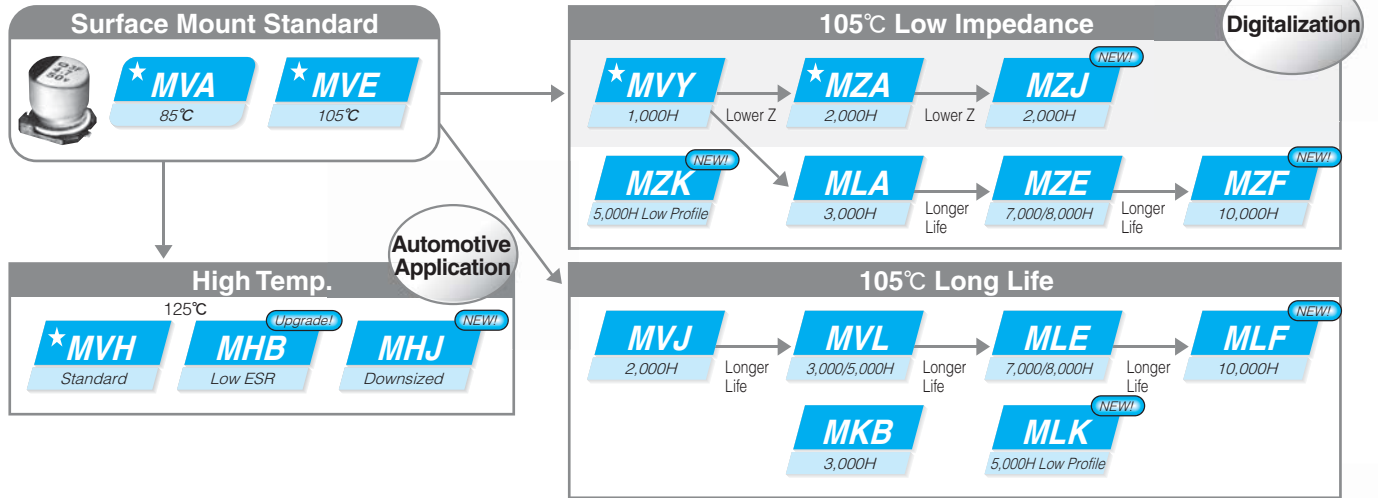 Surface Mount Standard
MVA
85℃
MVE
105℃
105℃ Low Impedance
Digitalization
MVY
1,000H
Lower Z
MZA
2,000H
Lower Z
NEW!
MZJ
2,000H
NEW!
MZK
5,000H Low Profile
MLA
3,000H
Longer
Life
MZE
7,000/8,000H
Longer
Life
NEW!
MZF
10,000H
Automotive
Application
High Temp.
125℃
MVH
Standard
Upgrade!
MHB
Low ESR
NEW!
MHJ
Downsized
105℃ Long Life
MVJ
2,000H
Longer
Life
MVL
3,000/5,000H
Longer
Life
MLE
7,000/8,000H
Longer
Life
NEW!
MLF
10,000H
MKB
3,000H
NEW!
MLK
5,000H Low Profile